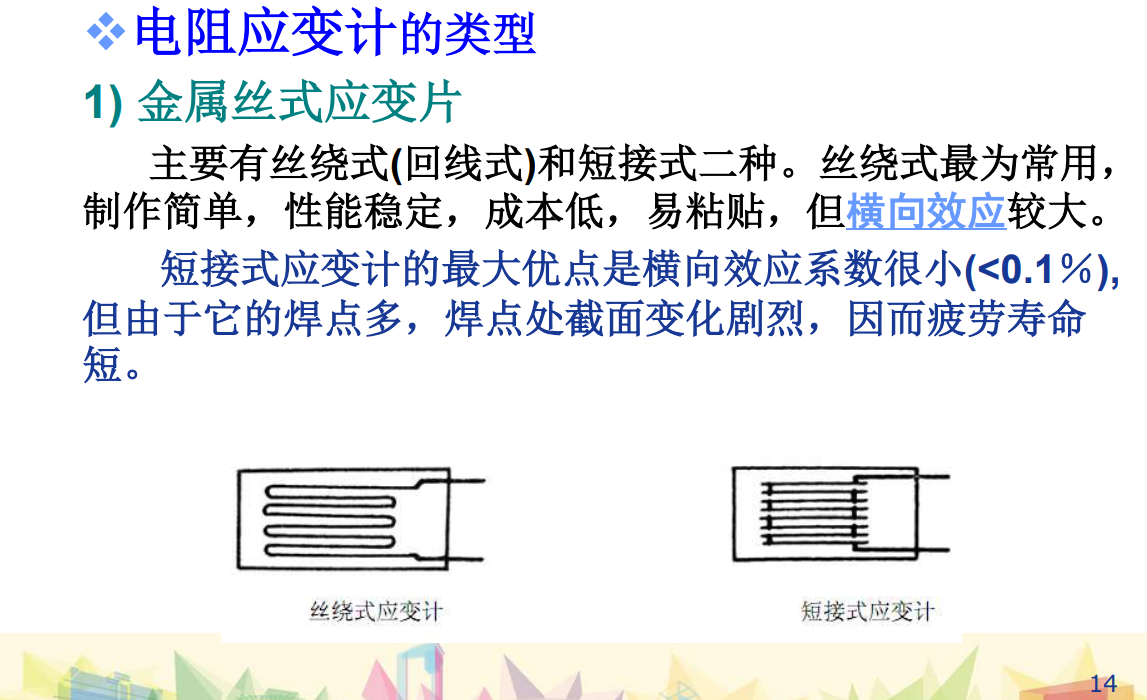 ❖电阻应变计的类型
1) 金属丝式应变片
主要有丝绕式(回线式)和短接式二种。丝绕式最为常用，
制作简单，性能稳定，成本低，易粘贴，但横向效应较大。
短接式应变计的最大优点是横向效应系数很小(<0.1％),
但由于它的焊点多，焊点处截面变化剧烈，因而疲劳寿命
短。
丝绕式应变计
短接式应变计
14